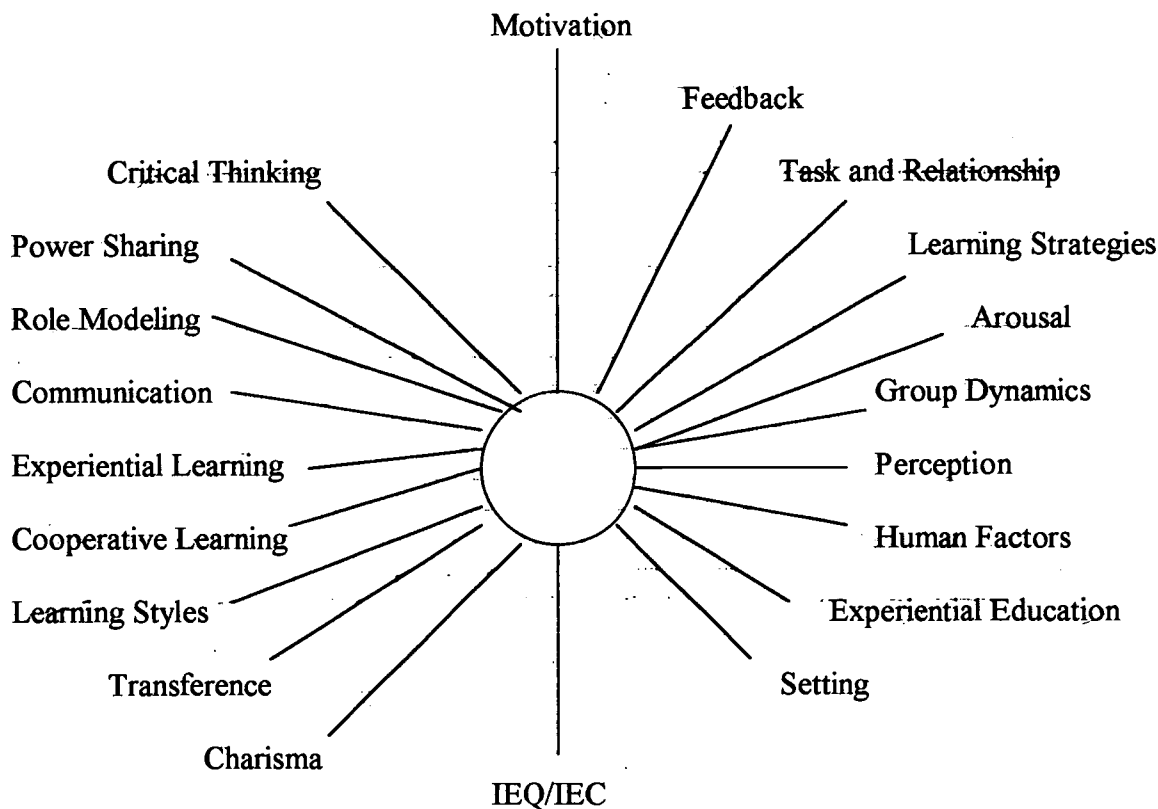 Motivation
Feedback
Critical Thinking
Task and Relationship
Power Sharing
Learning Strategies
Role Modeling
Arousal
Communication
Group Dynamics
Experiential Learning
Perception
Cooperative Learning
Human Factors
Learning Styles
Experiential Education
Transference
Setting
Charisma
IEQ/IEC